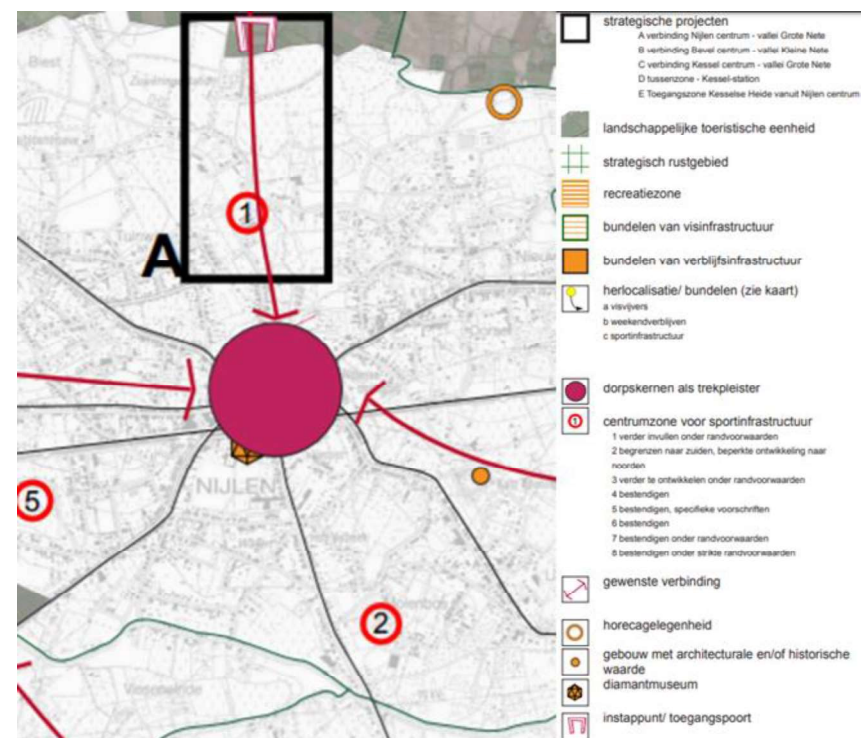 Biest
A
1
NIJLEN
5
2
strategische projecten
A verbinding Nijlen centrum - vallei Grote Nete
B verbinding Bevel centrum - vallei Kleine Nete
C verbinding Kessel centrum - vallei Grote Nete
D tussenzone - Kessel-station
E Toegangszone Kesselse Heide vanuit Nijlen centrum
landschappelijke toeristische eenheid
strategisch rustgebied
recreatiezone
bundelen van visinfrastructuur
bundelen van verblijfsinfrastructuur
herlocalisatie/ bundelen (zie kaart)
a visvijvers
b weekendverblijven
c sportinfrastructuur
dorpskernen als trekpleister
1
centrumzone voor sportinfrastructuur
1 verder invullen onder randvoorwaarden
2 begrenzen naar zuiden, beperkte ontwikkeling naar
noorden
3 verder te ontwikkelen onder randvoorwaarden
4 bestendigen
5 bestendigen, specifieke voorschriften
6 bestendigen
7 bestendigen onder randvoorwaarden
8 bestendigen onder strikte randvoorwaarden
gewenste verbinding
horecagelegenheid
gebouw met architecturale en/of historische
waarde
diamantmuseum
instappunt/ toegangspoort